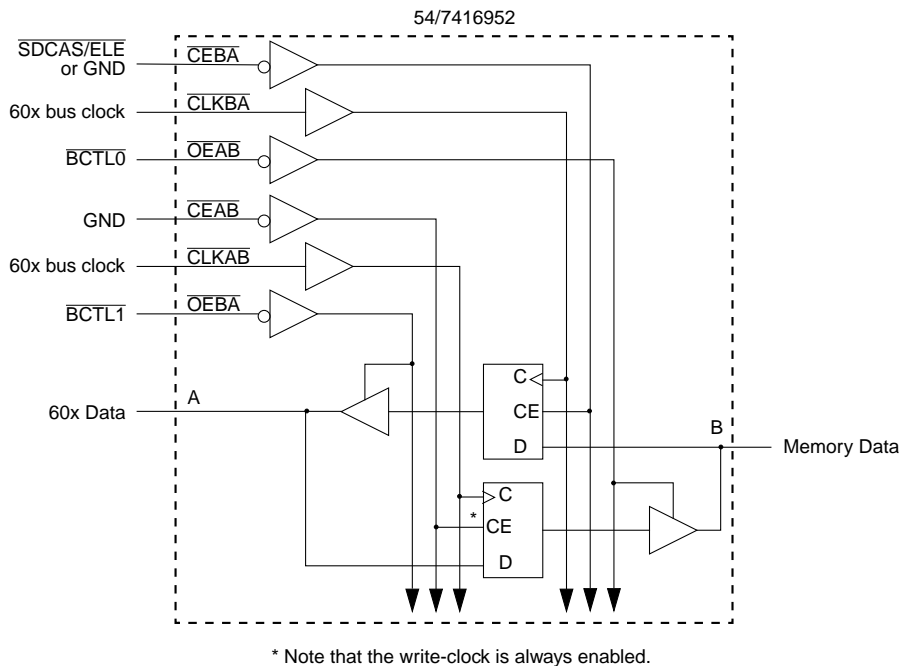 54/7416952
SDCAS/ELE
or GND
CEBA
60x bus clock
CLKBA
BCTL0
OEAB
GND
CEAB
60x bus clock
CLKAB
BCTL1
OEBA
C
60x Data
A
CE
B
D
Memory Data
C
*
CE
D
* Note that the write-clock is always enabled.